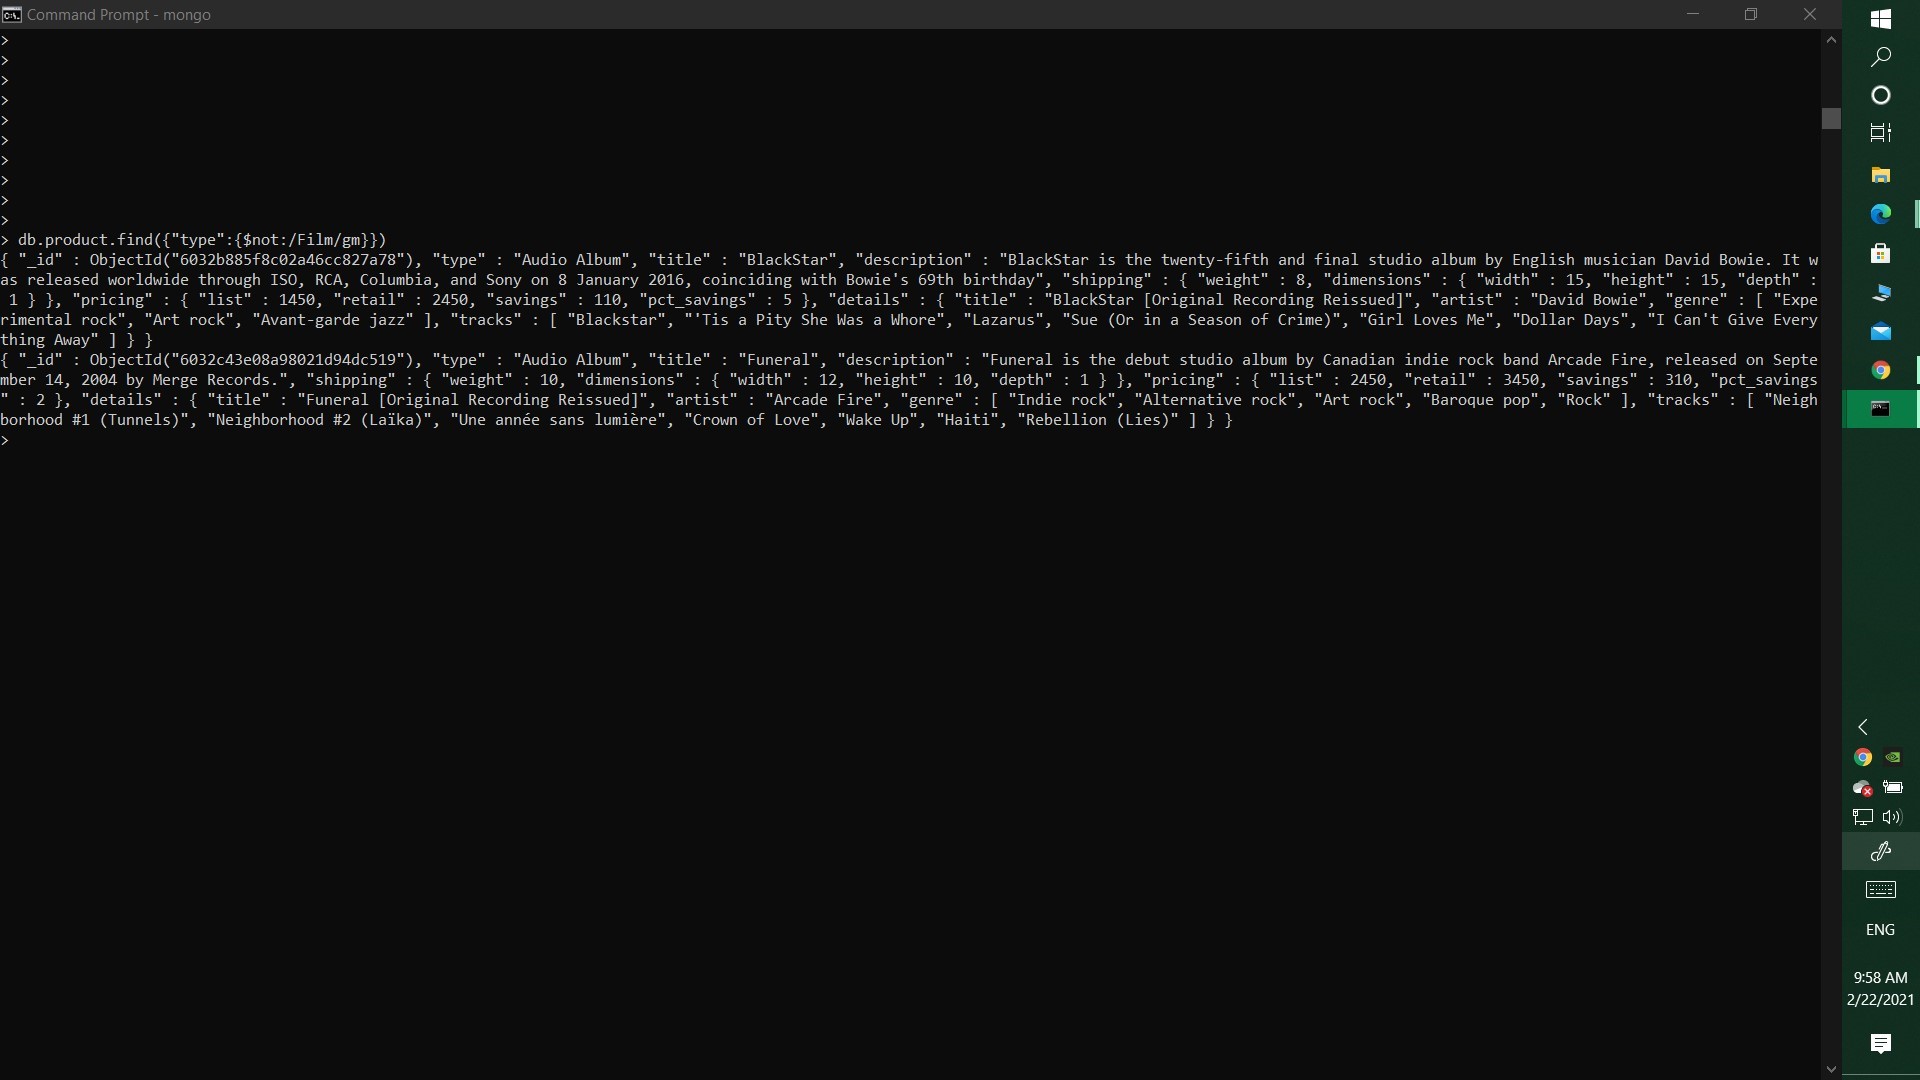 Command Prompt - mongo
>
>
>
>
>
>
>
>
>
>
> db.product.find({"type":{$not:/Film/gm}})
{ "_id" : ObjectId("6032b885f8c02a46cc827a78"), "type" : "Audio Album", "title" : "BlackStar", "description" : "BlackStar is the twenty-fifth and final studio album by English musician David Bowie. It w
as released worldwide through ISO, RCA, Columbia, and Sony on 8 January 2016, coinciding with Bowie's 69th birthday", "shipping" : { "weight" : 8, "dimensions" : { "width" : 15, "height" : 15, "depth" :
 1 } }, "pricing" : { "list" : 1450, "retail" : 2450, "savings" : 110, "pct_savings" : 5 }, "details" : { "title" : "BlackStar [Original Recording Reissued]", "artist" : "David Bowie", "genre" : [ "Expe
rimental rock", "Art rock", "Avant-garde jazz" ], "tracks" : [ "Blackstar", "'Tis a Pity She Was a Whore", "Lazarus", "Sue (Or in a Season of Crime)", "Girl Loves Me", "Dollar Days", "I Can't Give Every
thing Away" ] } }
{ "_id" : ObjectId("6032c43e08a98021d94dc519"), "type" : "Audio Album", "title" : "Funeral", "description" : "Funeral is the debut studio album by Canadian indie rock band Arcade Fire, released on Septe
mber 14, 2004 by Merge Records.", "shipping" : { "weight" : 10, "dimensions" : { "width" : 12, "height" : 10, "depth" : 1 } }, "pricing" : { "list" : 2450, "retail" : 3450, "savings" : 310, "pct_savings
" : 2 }, "details" : { "title" : "Funeral [Original Recording Reissued]", "artist" : "Arcade Fire", "genre" : [ "Indie rock", "Alternative rock", "Art rock", "Baroque pop", "Rock" ], "tracks" : [ "Neigh
borhood #1 (Tunnels)", "Neighborhood #2 (Laïka)", "Une année sans lumière", "Crown of Love", "Wake Up", "Haiti", "Rebellion (Lies)" ] } }
>
ENG
9:58 AM
2/22/2021